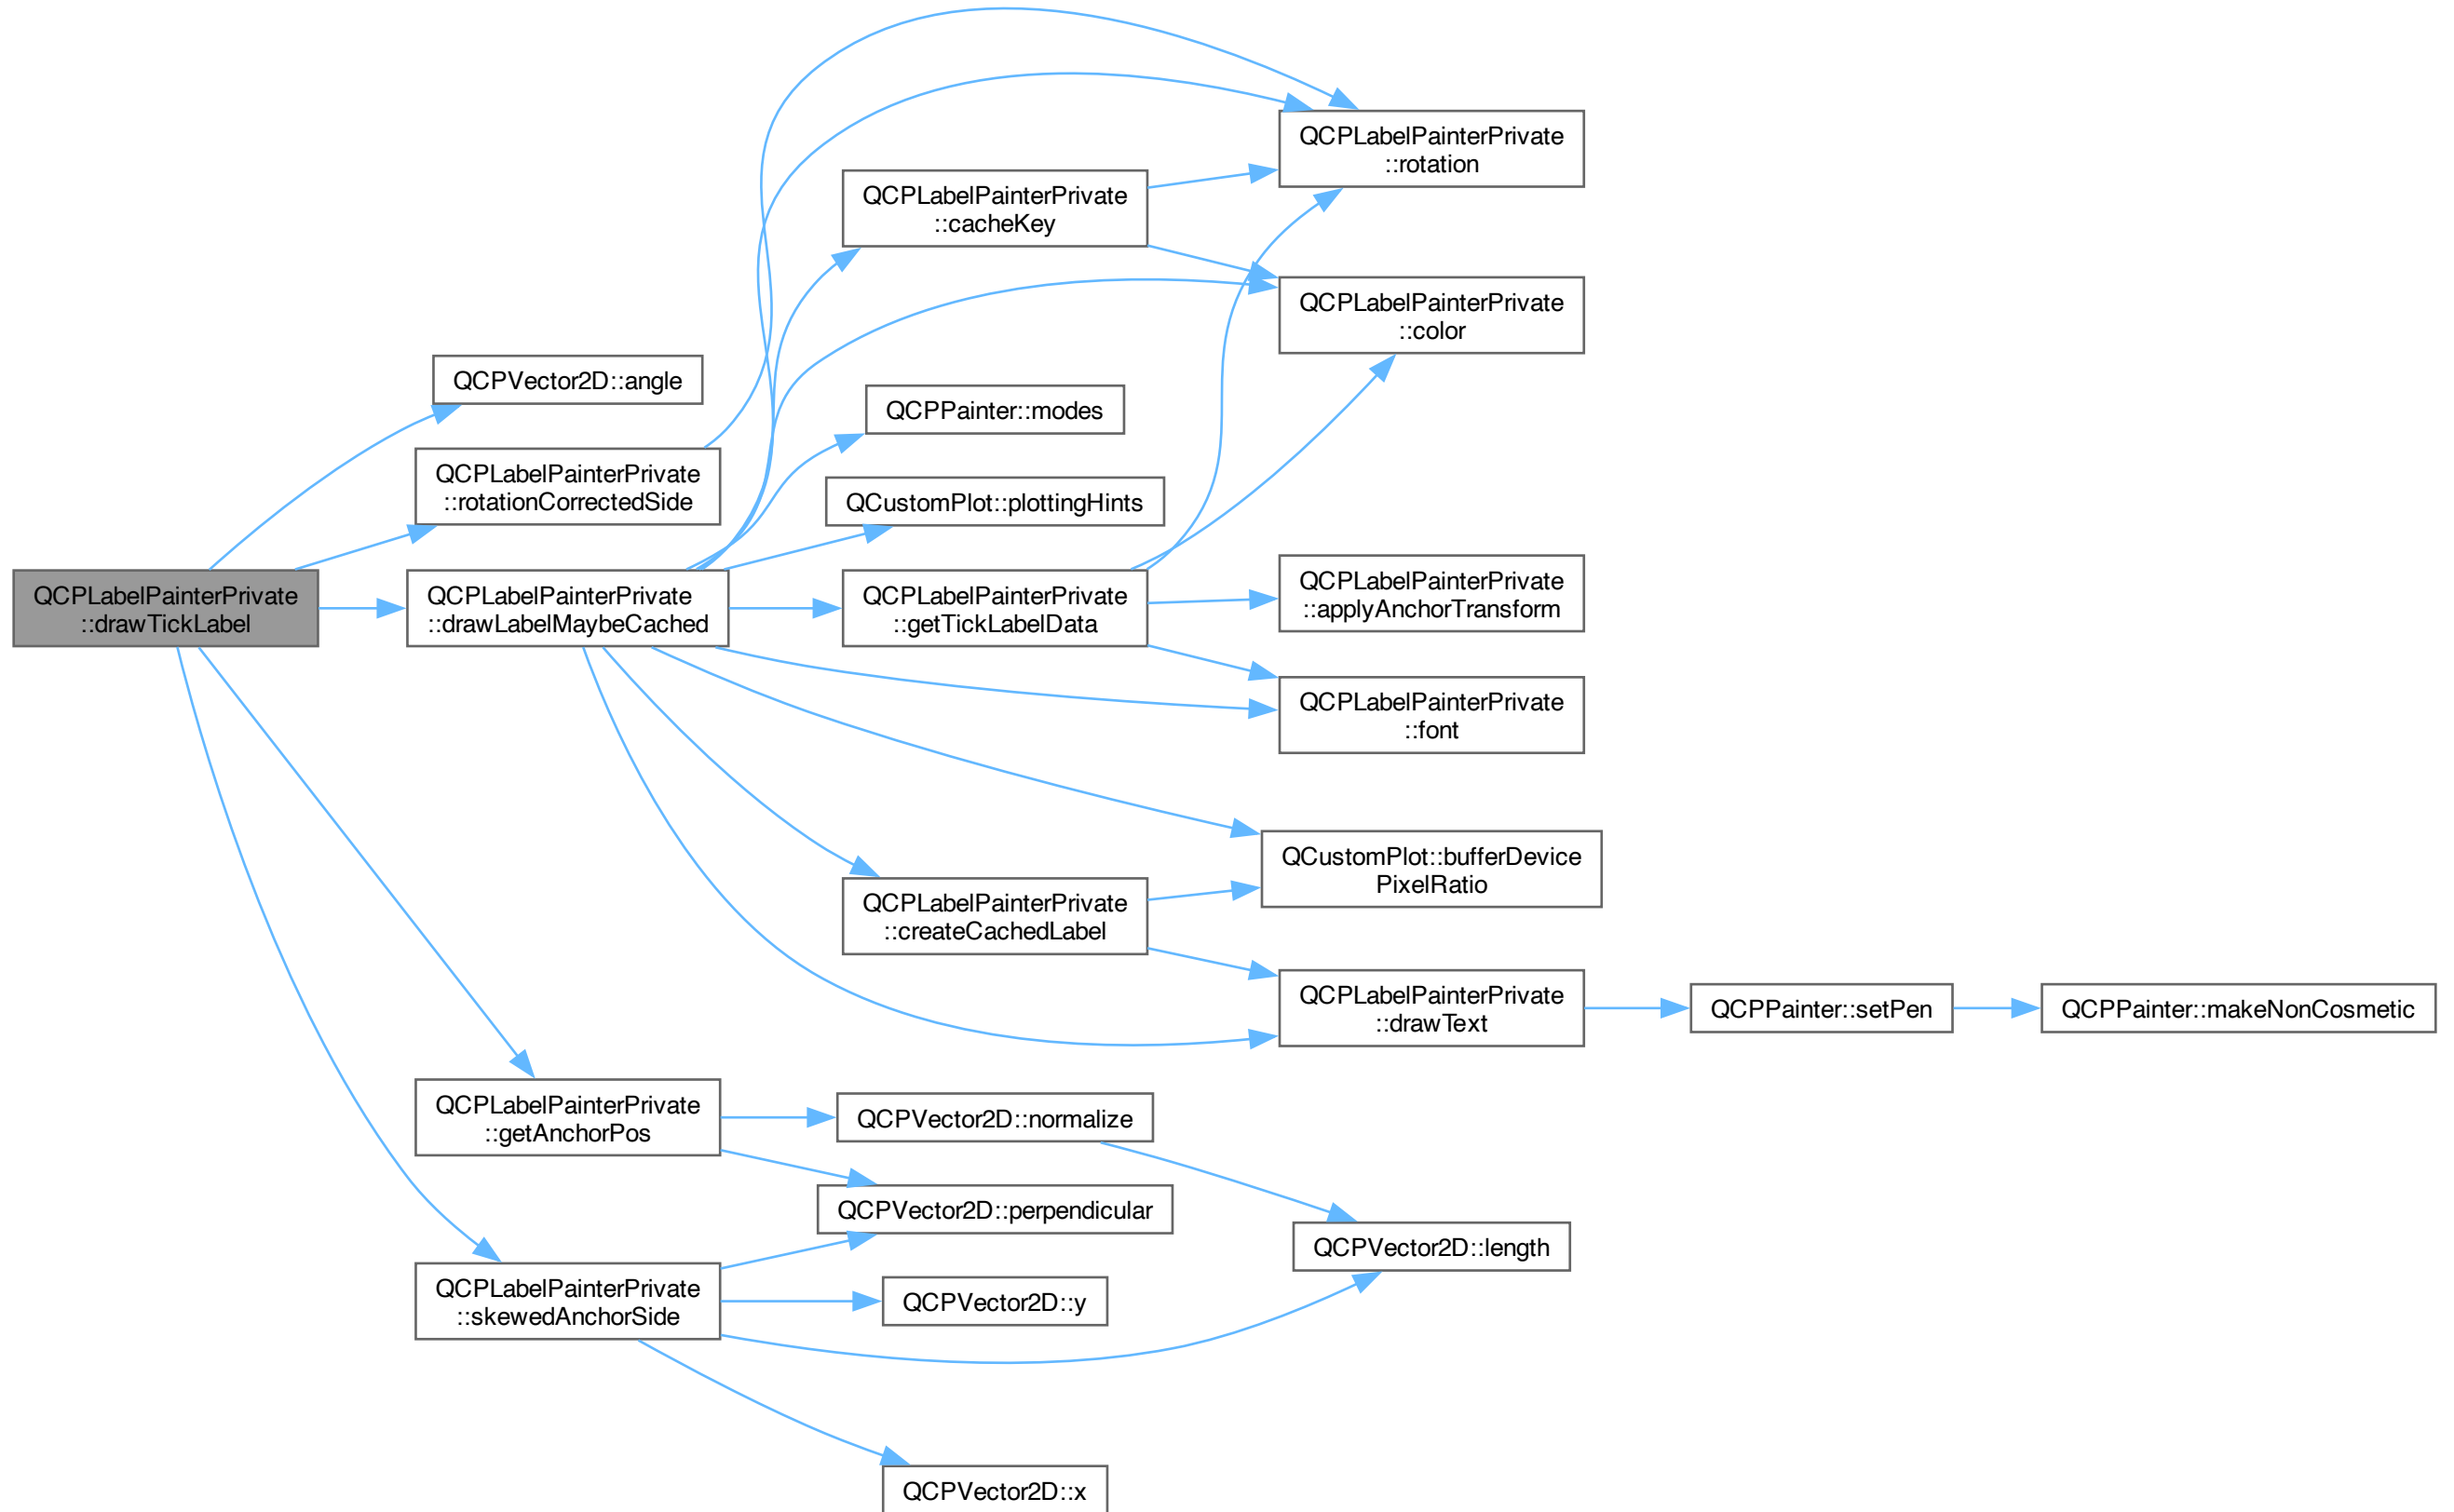 QCPLabelPainterPrivate
::drawTickLabel
QCPVector2D::angle
QCPLabelPainterPrivate
::rotationCorrectedSide
QCPLabelPainterPrivate
::drawLabelMaybeCached
QCPLabelPainterPrivate
::getAnchorPos
QCPLabelPainterPrivate
::skewedAnchorSide
QCPLabelPainterPrivate
::cacheKey
QCPPainter::modes
QCustomPlot::plottingHints
QCPLabelPainterPrivate
::getTickLabelData
QCPLabelPainterPrivate
::createCachedLabel
QCPVector2D::normalize
QCPVector2D::perpendicular
QCPVector2D::y
QCPVector2D::x
QCPLabelPainterPrivate
::rotation
QCPLabelPainterPrivate
::color
QCPLabelPainterPrivate
::applyAnchorTransform
QCPLabelPainterPrivate
::font
QCustomPlot::bufferDevice
PixelRatio
QCPLabelPainterPrivate
::drawText
QCPVector2D::length
QCPPainter::setPen
QCPPainter::makeNonCosmetic